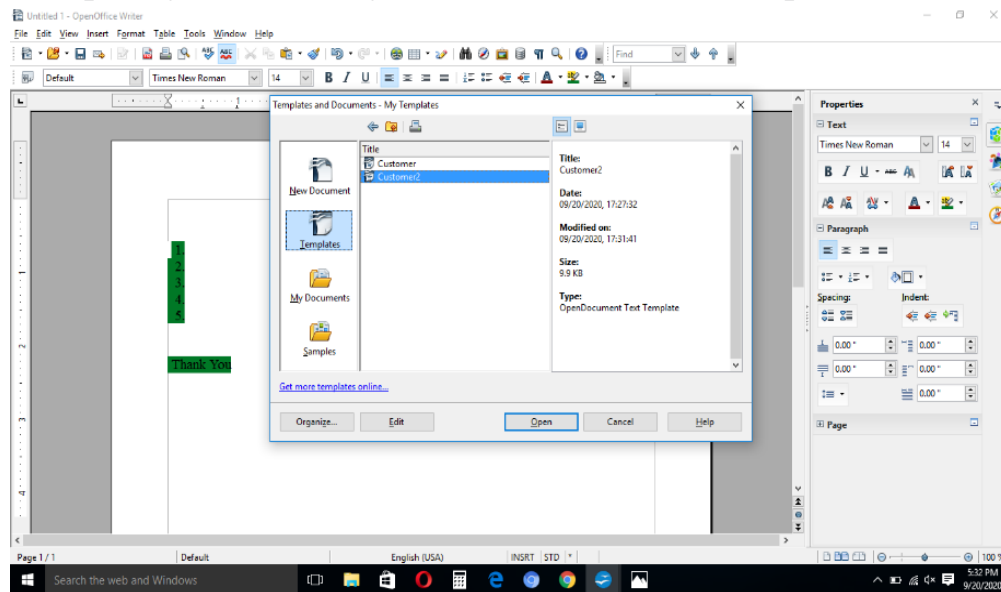 Untitled 1 - OpenOffice Writer
File Edit View Insert Format Table Tools Window Help
Find
Default Times New Roman 14 B I U
Templates and Documents - My Templates
Properties
Text
Times New Roman 14
B I U
Paragraph
Spacing: Indent:
0.00 " 0.00 "
0.00 " 0.00 "
0.00 "
Page
New Document
Templates
My Documents
Samples
Title
Customer
Customer2
Title:
Customer2
Date:
09/20/2020, 17:27:32
Modified on:
09/20/2020, 17:31:41
Size:
9.9 KB
Type:
OpenDocument Text Template
Get more templates online...
Organize... Edit Open Cancel Help
1.
2.
3.
4.
5.
Thank You
Page 1 / 1 Default English (USA) INSRT STD * 100 %
Search the web and Windows
5:32 PM
9/20/2020